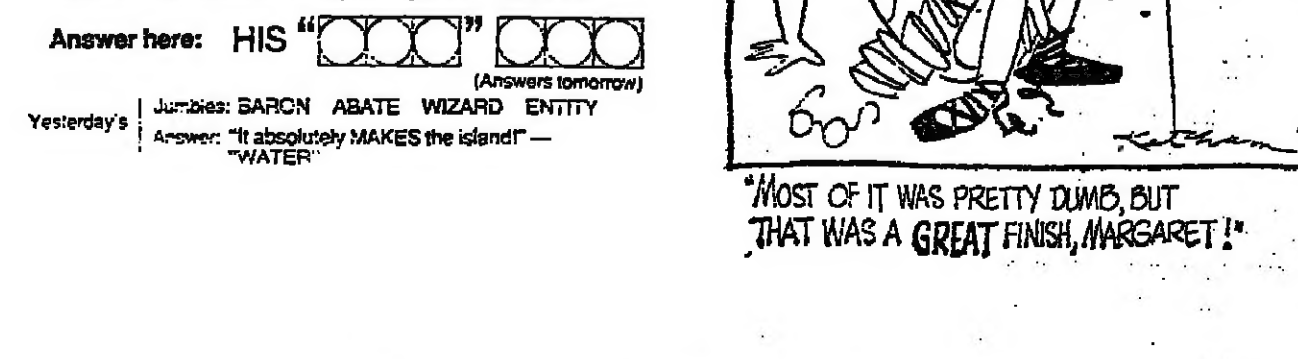 Answer here: HIS “ ” 
(Answers tomorrow)
Yesterday's
Jumbles: BARON ABATE WIZARD ENTITY
Answer: "It absolutely MAKES the island!" —
"WATER"
Ketcham
"MOST OF IT WAS PRETTY DUMB, BUT
THAT WAS A GREAT FINISH, MARGARET!"